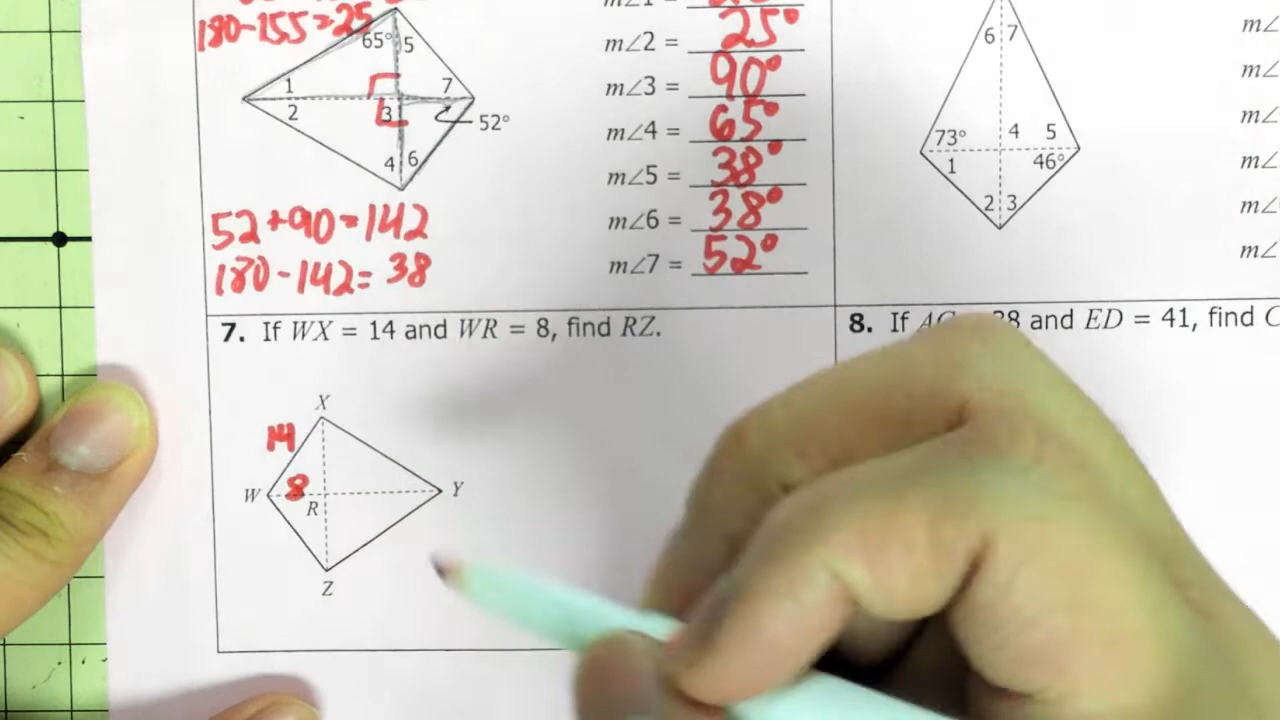 180-155=25
65° 5
1 7
2 3
52°
4 6
m∠1 =
m∠2 = 25°
m∠3 = 90°
m∠4 = 65°
m∠5 = 38°
m∠6 = 38°
m∠7 = 52°
52+90=142
180-142=38
6 7
73° 4 5
1 46°
2 3
m∠
m∠
m∠
m∠
m∠
m∠
7. If WX = 14 and WR = 8, find RZ.
X
14
W 8 Y
R
Z
8. If 38 and ED = 41, find